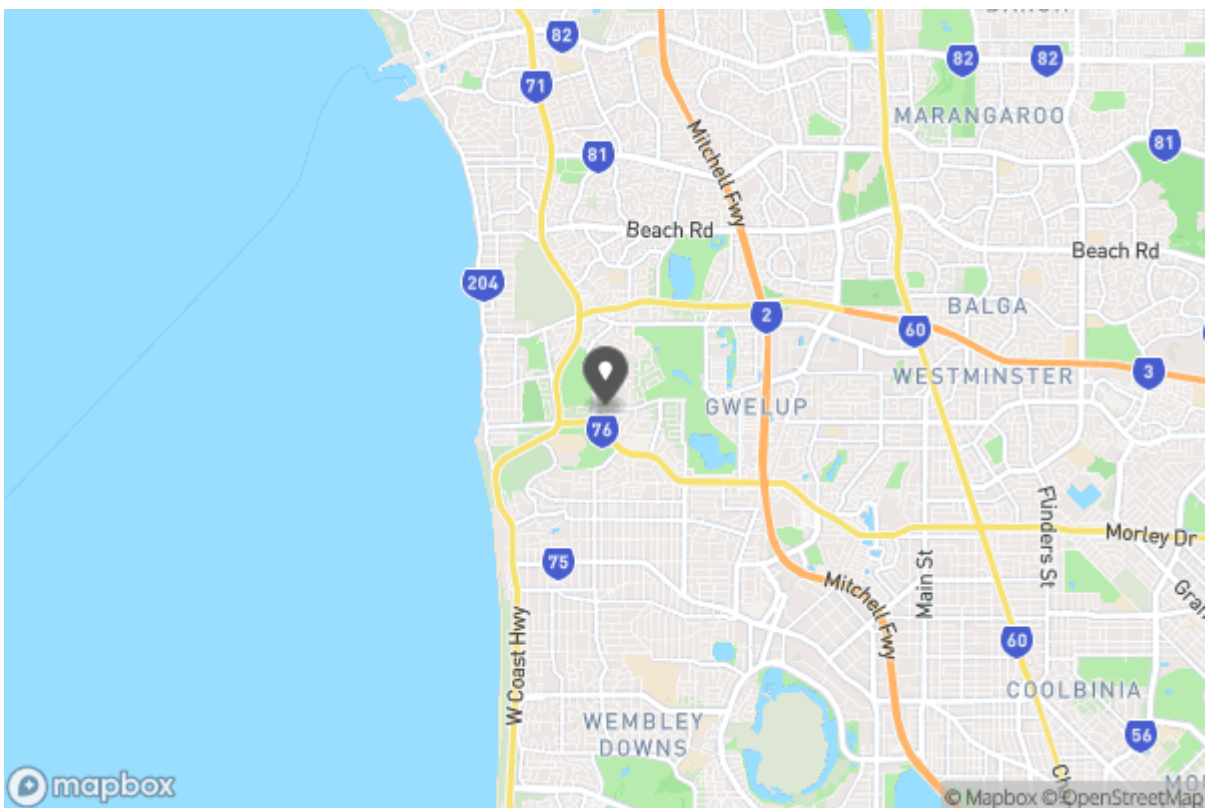 82
82
82
71
MARANGAROO
Mitchell Fwy
81
81
Beach Rd
Beach Rd
204
BALGA
2
60
WESTMINSTER
3
GWELUP
76
Flinders St
Morley Dr
75
Main St
Mitchell Fwy
W Coast Hwy
60
COOLBINIA
WEMBLEY
DOWNS
56
mapbox
© Mapbox © OpenStreetMap